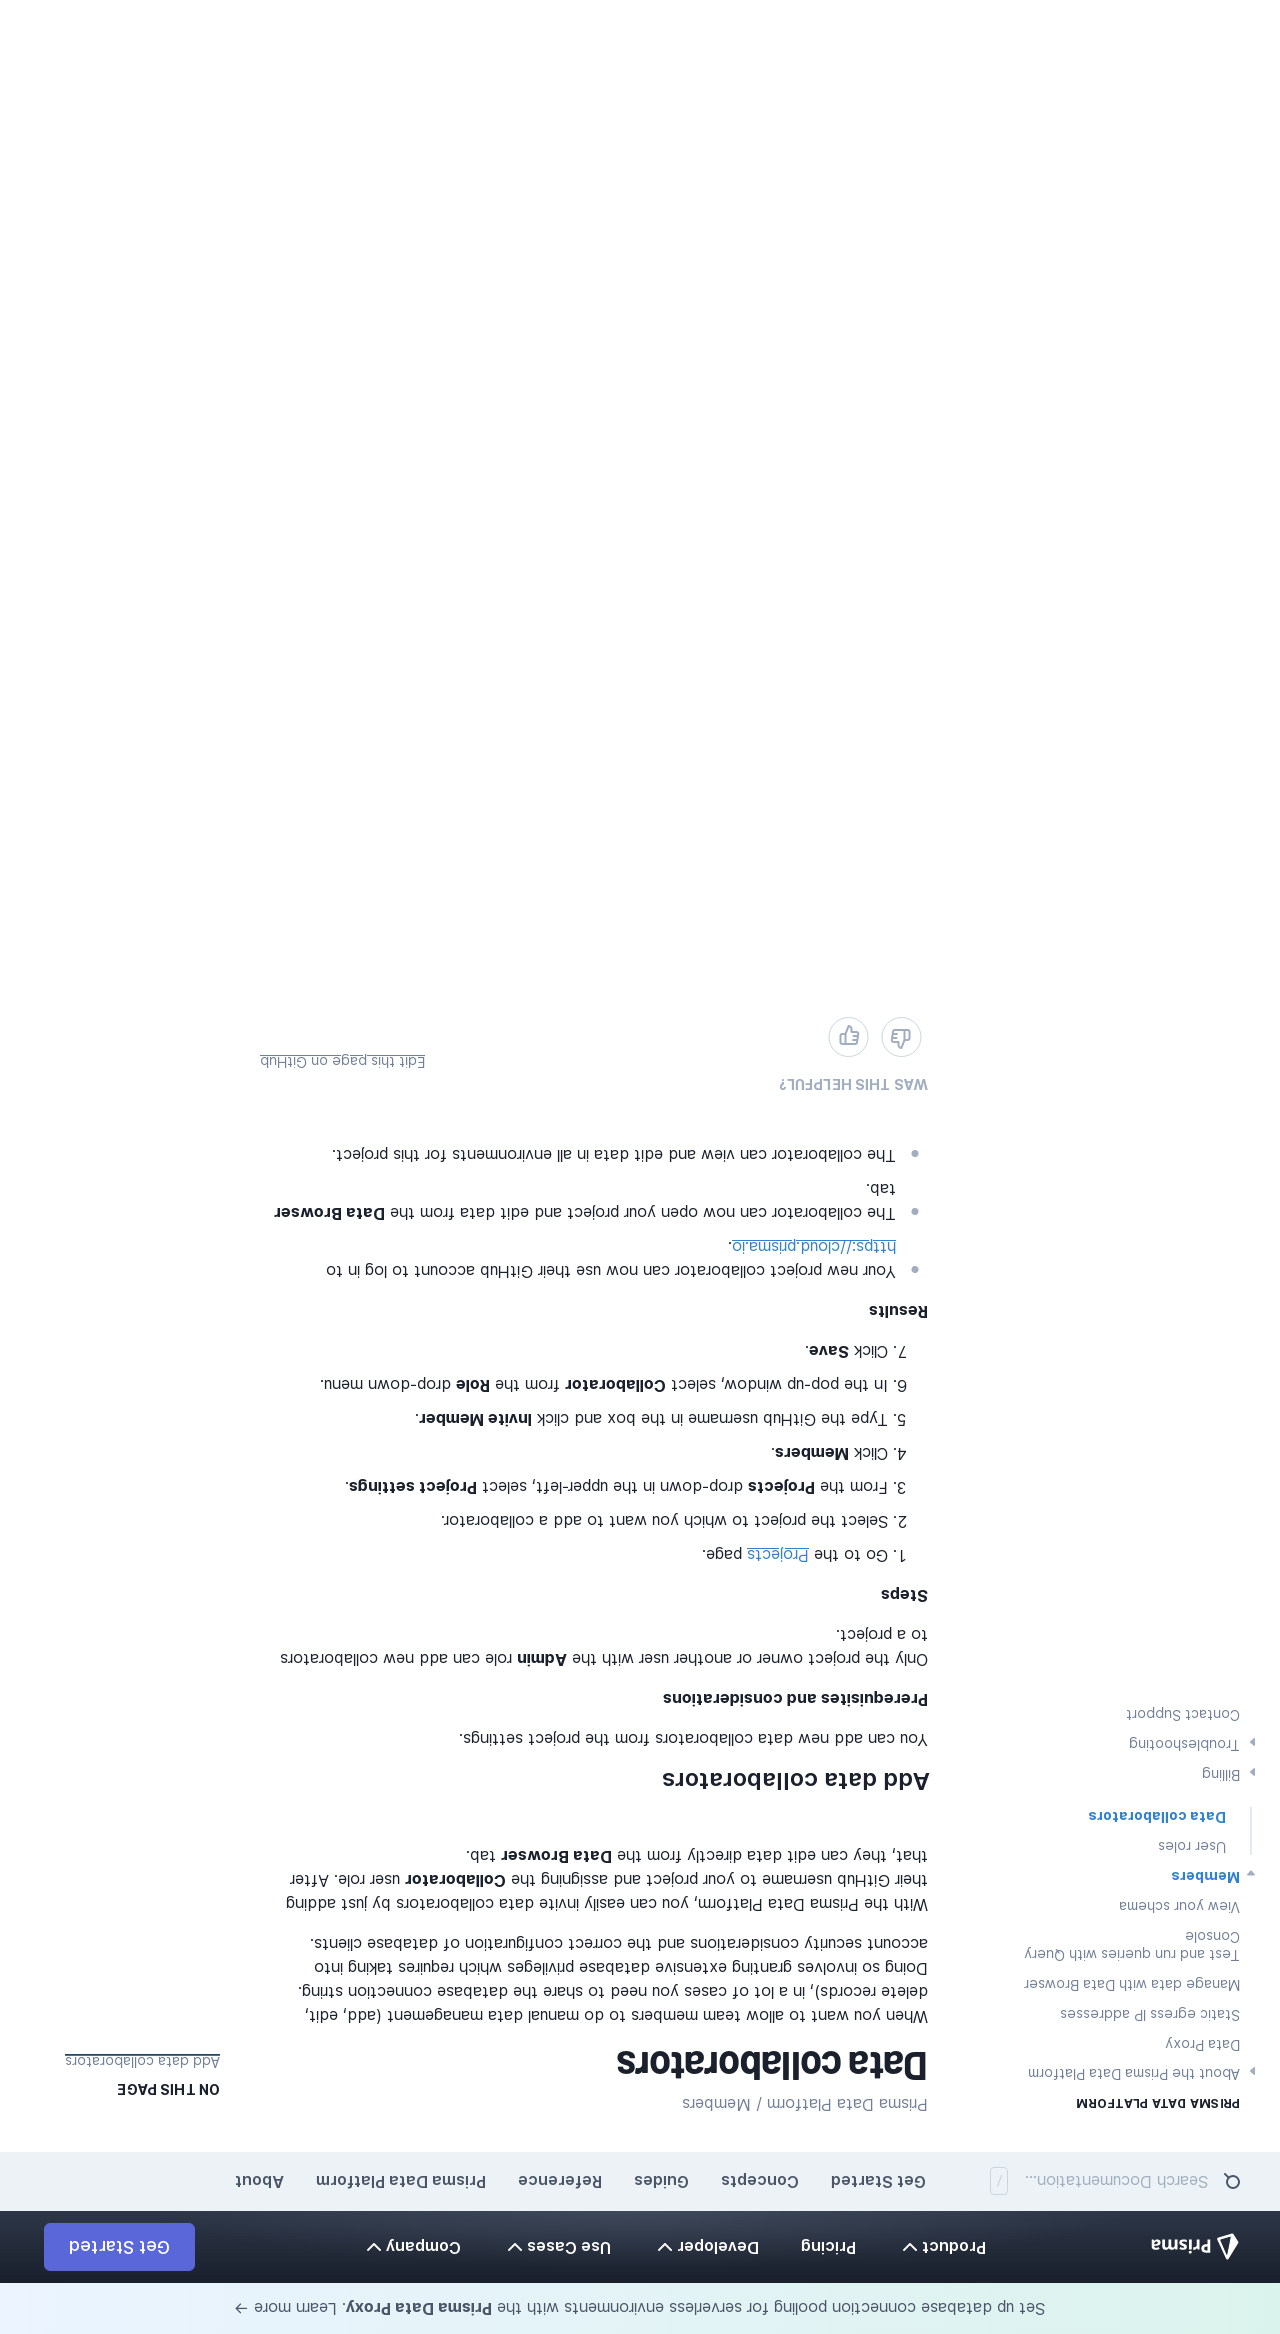 Set up database connection pooling for serverless environments with the Prisma Data Proxy. Learn more →
Prisma
Product
Pricing
Developer
Use Cases
Company
Get Started
Search Documentation...
/
Get Started
Concepts
Guides
Reference
Prisma Data Platform
About
PRISMA DATA PLATFORM
About the Prisma Data Platform
Data Proxy
Static egress IP addresses
Manage data with Data Browser
Test and run queries with Query
Console
View your schema
Members
User roles
Data collaborators
Billing
Troubleshooting
Contact Support
Prisma Data Platform / Members
Data collaborators
When you want to allow team members to do manual data management (add, edit,
delete records), in a lot of cases you need to share the database connection string.
Doing so involves granting extensive database privileges which requires taking into
account security considerations and the correct configuration of database clients.
With the Prisma Data Platform, you can easily invite data collaborators by just adding
their GitHub username to your project and assigning the Collaborator user role. After
that, they can edit data directly from the Data Browser tab.
Add data collaborators
You can add new data collaborators from the project settings.
Prerequisites and considerations
Only the project owner or another user with the Admin role can add new collaborators
to a project.
Steps
1. Go to the Projects page.
2. Select the project to which you want to add a collaborator.
3. From the Projects drop-down in the upper-left, select Project settings.
4. Click Members.
5. Type the GitHub username in the box and click Invite Member.
6. In the pop-up window, select Collaborator from the Role drop-down menu.
7. Click Save.
Results
Your new project collaborator can now use their GitHub account to log in to
https://cloud.prisma.io.
The collaborator can now open your project and edit data from the Data Browser
tab.
The collaborator can view and edit data in all environments for this project.
WAS THIS HELPFUL?
Edit this page on GitHub
ON THIS PAGE
Add data collaborators